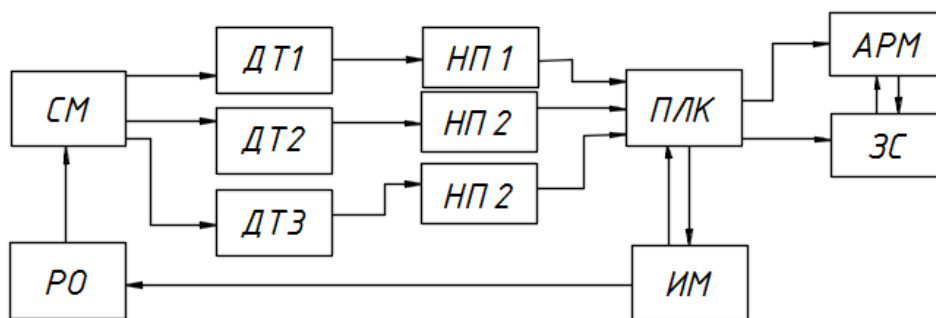 СМ
ДТ1
НП 1
ДТ2
НП 2
ДТ3
НП 2
ПЛК
АРМ
ЗС
РО
ИМ